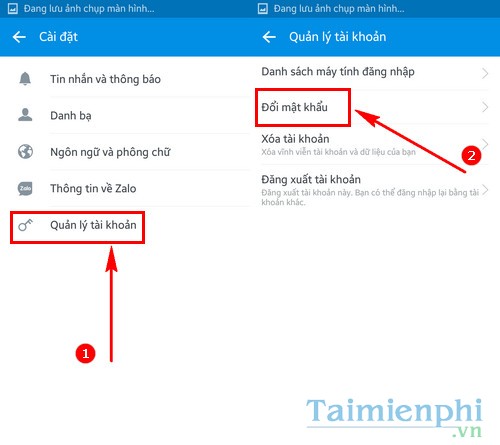 Đang lưu ảnh chụp màn hình...
Cài đặt
Tin nhắn và thông báo
Danh bạ
Ngôn ngữ và phông chữ
Zalo
Thông tin về Zalo
Quản lý tài khoản
1
Đang lưu ảnh chụp màn hình...
Quản lý tài khoản
Danh sách máy tính đăng nhập
Đổi mật khẩu
2
Xóa tài khoản
Xóa vĩnh viễn tài khoản và dữ liệu của bạn
Đăng xuất tài khoản
Đăng xuất tài khoản này. Bạn có thể đăng nhập lại bằng tài
khoản khác.
Taimienphi
.vn